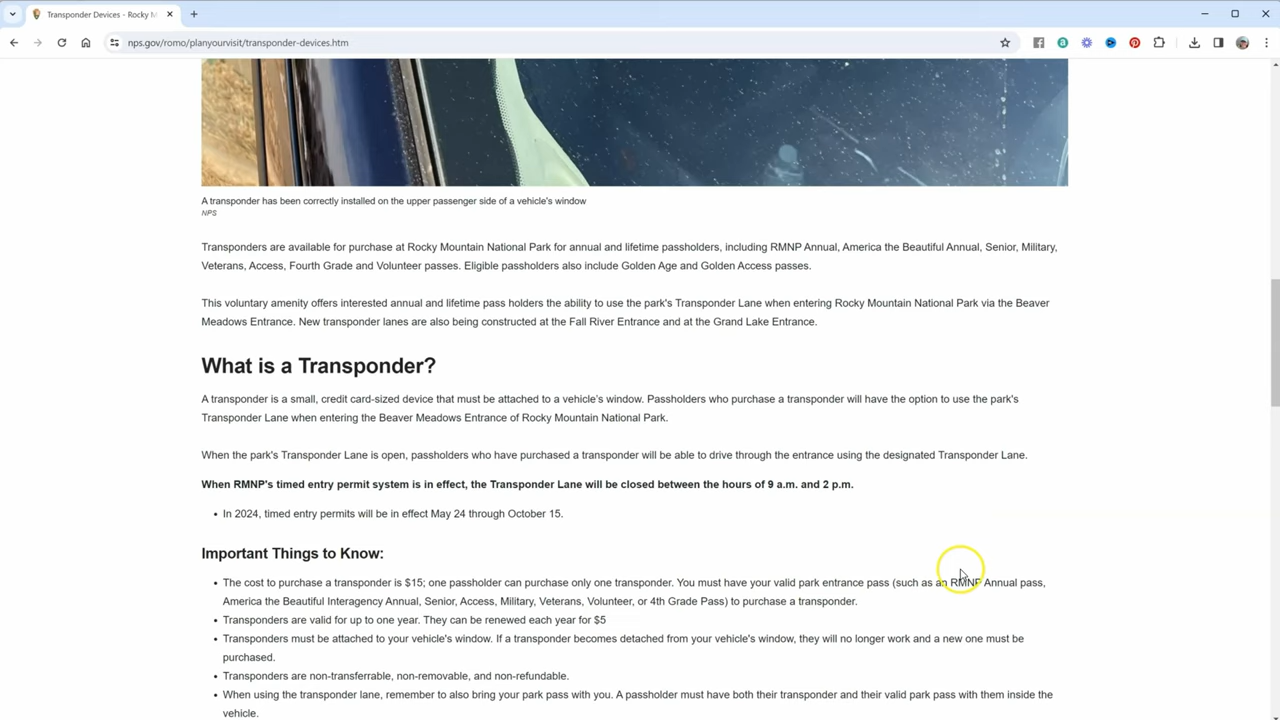 Transponder Devices - Rocky M
nps.gov/romo/planyourvisit/transponder-devices.htm
A transponder has been correctly installed on the upper passenger side of a vehicle's window
NPS
Transponders are available for purchase at Rocky Mountain National Park for annual and lifetime passholders, including RMNP Annual, America the Beautiful Annual, Senior, Military,
Veterans, Access, Fourth Grade and Volunteer passes. Eligible passholders also include Golden Age and Golden Access passes.
This voluntary amenity offers interested annual and lifetime pass holders the ability to use the park's Transponder Lane when entering Rocky Mountain National Park via the Beaver
Meadows Entrance. New transponder lanes are also being constructed at the Fall River Entrance and at the Grand Lake Entrance.
What is a Transponder?
A transponder is a small, credit card-sized device that must be attached to a vehicle's window. Passholders who purchase a transponder will have the option to use the park's
Transponder Lane when entering the Beaver Meadows Entrance of Rocky Mountain National Park.
When the park's Transponder Lane is open, passholders who have purchased a transponder will be able to drive through the entrance using the designated Transponder Lane.
When RMNP's timed entry permit system is in effect, the Transponder Lane will be closed between the hours of 9 a.m. and 2 p.m.
• In 2024, timed entry permits will be in effect May 24 through October 15.
Important Things to Know:
• The cost to purchase a transponder is $15; one passholder can purchase only one transponder. You must have your valid park entrance pass (such as an RMNP Annual pass,
America the Beautiful Interagency Annual, Senior, Access, Military, Veterans, Volunteer, or 4th Grade Pass) to purchase a transponder.
• Transponders are valid for up to one year. They can be renewed each year for $5
• Transponders must be attached to your vehicle's window. If a transponder becomes detached from your vehicle's window, they will no longer work and a new one must be
purchased.
• Transponders are non-transferrable, non-removable, and non-refundable.
• When using the transponder lane, remember to also bring your park pass with you. A passholder must have both their transponder and their valid park pass with them inside the
vehicle.